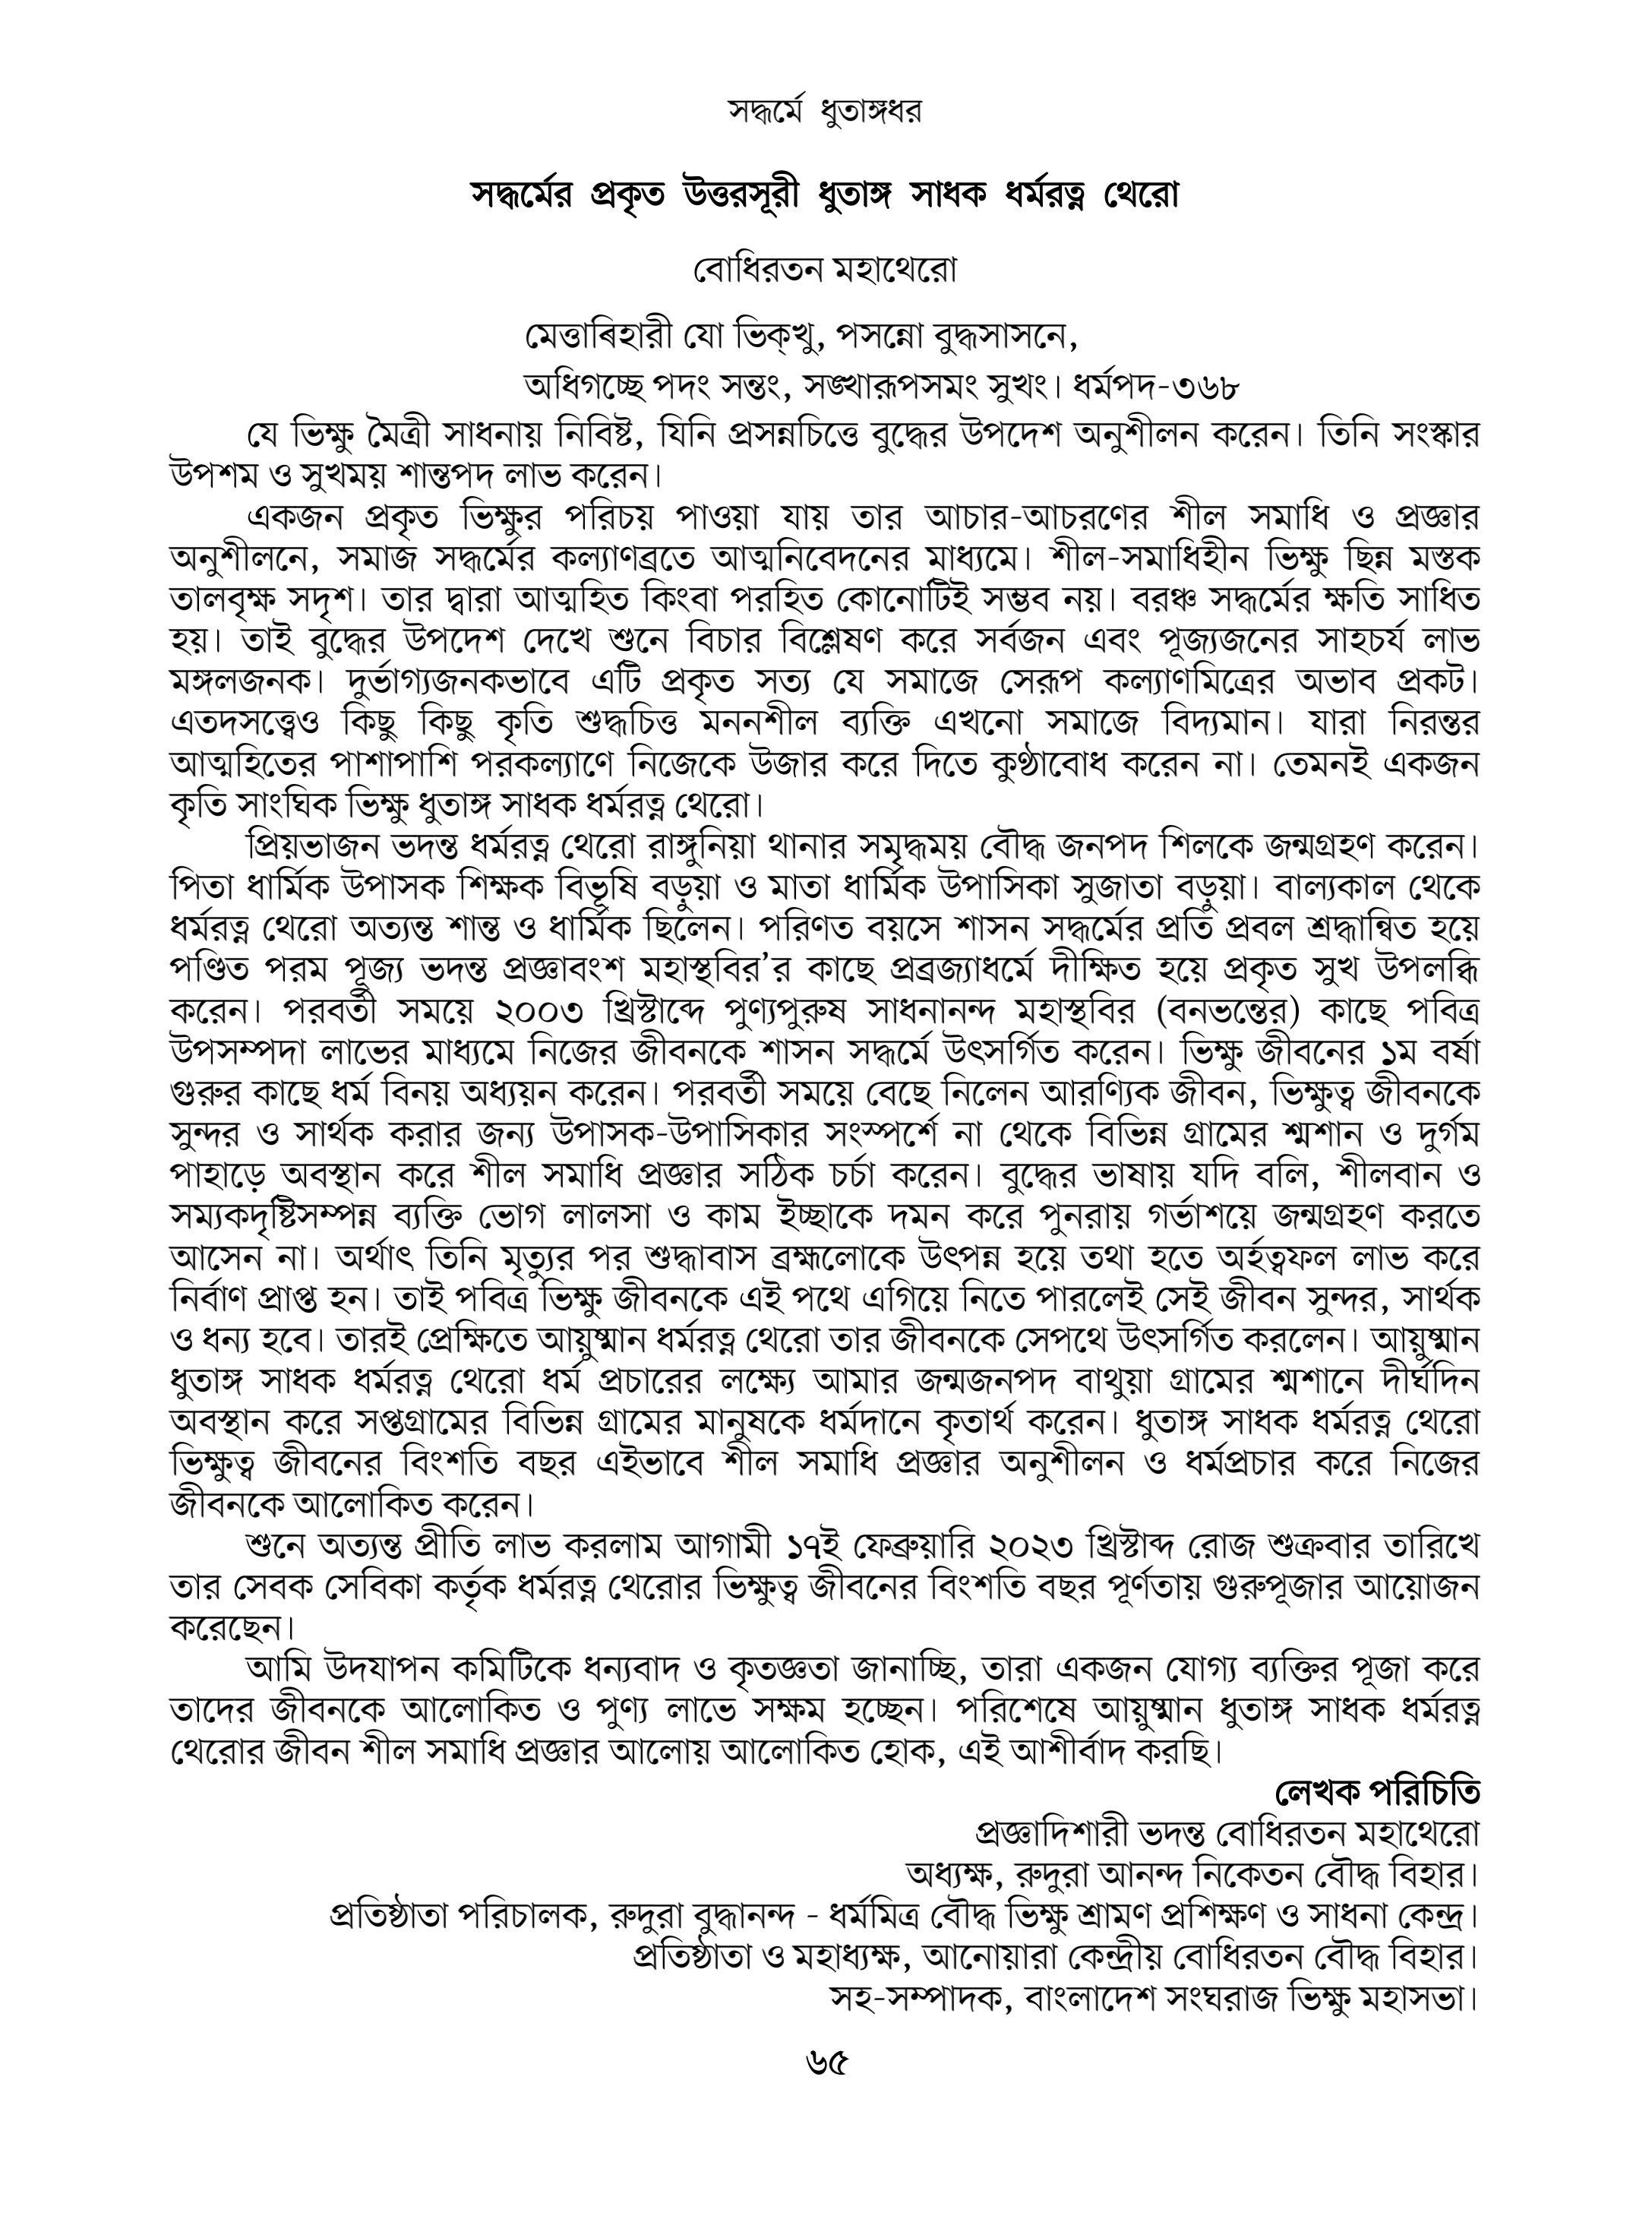 সদ্ধর্মে ধুতাঙ্গধর
সদ্ধর্মের প্রকৃত উত্তরসূরী ধুতাঙ্গ সাধক ধর্মরত্ন থেরো
বোধিরতন মহাথেরো
মেত্তাৰিহারী যো ভিক্‌খু, পসন্নো বুদ্ধসাসনে,
অধিগচ্ছে পদং সন্তং, সঙ্খারূপসমং সুখং। ধর্মপদ-৩৬৮
যে ভিক্ষু মৈত্রী সাধনায় নিবিষ্ট, যিনি প্রসন্নচিত্তে বুদ্ধের উপদেশ অনুশীলন করেন। তিনি সংস্কার
উপশম ও সুখময় শান্তপদ লাভ করেন।
একজন প্রকৃত ভিক্ষুর পরিচয় পাওয়া যায় তার আচার-আচরণের শীল সমাধি ও প্রজ্ঞার
অনুশীলনে, সমাজ সদ্ধর্মের কল্যাণব্রতে আত্মনিবেদনের মাধ্যমে। শীল-সমাধিহীন ভিক্ষু ছিন্ন মস্তক
তালবৃক্ষ সদৃশ। তার দ্বারা আত্মহিত কিংবা পরহিত কোনোটিই সম্ভব নয়। বরঞ্চ সদ্ধর্মের ক্ষতি সাধিত
হয়। তাই বুদ্ধের উপদেশ দেখে শুনে বিচার বিশ্লেষণ করে সর্বজন এবং পূজ্যজনের সাহচর্য লাভ
মঙ্গলজনক। দুর্ভাগ্যজনকভাবে এটি প্রকৃত সত্য যে সমাজে সেরূপ কল্যাণমিত্রের অভাব প্রকট।
এতদসত্ত্বেও কিছু কিছু কৃতি শুদ্ধচিত্ত মননশীল ব্যক্তি এখনো সমাজে বিদ্যমান। যারা নিরন্তর
আত্মহিতের পাশাপাশি পরকল্যাণে নিজেকে উজার করে দিতে কুণ্ঠাবোধ করেন না। তেমনই একজন
কৃতি সাংঘিক ভিক্ষু ধুতাঙ্গ সাধক ধর্মরত্ন থেরো।
প্রিয়ভাজন ভদন্ত ধর্মরত্ন থেরো রাঙ্গুনিয়া থানার সমৃদ্ধময় বৌদ্ধ জনপদ শিলকে জন্মগ্রহণ করেন।
পিতা ধার্মিক উপাসক শিক্ষক বিভূষি বড়ুয়া ও মাতা ধার্মিক উপাসিকা সুজাতা বড়ুয়া। বাল্যকাল থেকে
ধর্মরত্ন থেরো অত্যন্ত শান্ত ও ধার্মিক ছিলেন। পরিণত বয়সে শাসন সদ্ধর্মের প্রতি প্রবল শ্রদ্ধান্বিত হয়ে
পণ্ডিত পরম পূজ্য ভদন্ত প্রজ্ঞাবংশ মহাস্থবির’র কাছে প্রব্রজ্যাধর্মে দীক্ষিত হয়ে প্রকৃত সুখ উপলব্ধি
করেন। পরবর্তী সময়ে ২০০৩ খ্রিস্টাব্দে পুণ্যপুরুষ সাধনানন্দ মহাস্থবির (বনভন্তের) কাছে পবিত্র
উপসম্পদা লাভের মাধ্যমে নিজের জীবনকে শাসন সদ্ধর্মে উৎসর্গিত করেন। ভিক্ষু জীবনের ১ম বর্ষা
গুরুর কাছে ধর্ম বিনয় অধ্যয়ন করেন। পরবর্তী সময়ে বেছে নিলেন আরণ্যিক জীবন, ভিক্ষুত্ব জীবনকে
সুন্দর ও সার্থক করার জন্য উপাসক-উপাসিকার সংস্পর্শে না থেকে বিভিন্ন গ্রামের শ্মশান ও দুর্গম
পাহাড়ে অবস্থান করে শীল সমাধি প্রজ্ঞার সঠিক চর্চা করেন। বুদ্ধের ভাষায় যদি বলি, শীলবান ও
সম্যকদৃষ্টিসম্পন্ন ব্যক্তি ভোগ লালসা ও কাম ইচ্ছাকে দমন করে পুনরায় গর্ভাশয়ে জন্মগ্রহণ করতে
আসেন না। অর্থাৎ তিনি মৃত্যুর পর শুদ্ধাবাস ব্রহ্মলোকে উৎপন্ন হয়ে তথা হতে অর্হত্বফল লাভ করে
নির্বাণ প্রাপ্ত হন। তাই পবিত্র ভিক্ষু জীবনকে এই পথে এগিয়ে নিতে পারলেই সেই জীবন সুন্দর, সার্থক
ও ধন্য হবে। তারই প্রেক্ষিতে আয়ুষ্মান ধর্মরত্ন থেরো তার জীবনকে সেপথে উৎসর্গিত করলেন। আয়ুষ্মান
ধুতাঙ্গ সাধক ধর্মরত্ন থেরো ধর্ম প্রচারের লক্ষ্যে আমার জন্মজনপদ বাথুয়া গ্রামের শ্মশানে দীর্ঘদিন
অবস্থান করে সপ্তগ্রামের বিভিন্ন গ্রামের মানুষকে ধর্মদানে কৃতার্থ করেন। ধুতাঙ্গ সাধক ধর্মরত্ন থেরো
ভিক্ষুত্ব জীবনের বিংশতি বছর এইভাবে শীল সমাধি প্রজ্ঞার অনুশীলন ও ধর্মপ্রচার করে নিজের
জীবনকে আলোকিত করেন।
শুনে অত্যন্ত প্রীতি লাভ করলাম আগামী ১৭ই ফেব্রুয়ারি ২০২৩ খ্রিস্টাব্দ রোজ শুক্রবার তারিখে
তার সেবক সেবিকা কর্তৃক ধর্মরত্ন থেরোর ভিক্ষুত্ব জীবনের বিংশতি বছর পূর্ণতায় গুরুপূজার আয়োজন
করেছেন।
আমি উদযাপন কমিটিকে ধন্যবাদ ও কৃতজ্ঞতা জানাচ্ছি, তারা একজন যোগ্য ব্যক্তির পূজা করে
তাদের জীবনকে আলোকিত ও পুণ্য লাভে সক্ষম হচ্ছেন। পরিশেষে আয়ুষ্মান ধুতাঙ্গ সাধক ধর্মরত্ন
থেরোর জীবন শীল সমাধি প্রজ্ঞার আলোয় আলোকিত হোক, এই আশীর্বাদ করছি।
লেখক পরিচিতি
প্রজ্ঞাদিশারী ভদন্ত বোধিরতন মহাথেরো
অধ্যক্ষ, রুদুরা আনন্দ নিকেতন বৌদ্ধ বিহার।
প্রতিষ্ঠাতা পরিচালক, রুদুরা বুদ্ধানন্দ - ধর্মমিত্র বৌদ্ধ ভিক্ষু শ্রামণ প্রশিক্ষণ ও সাধনা কেন্দ্র।
প্রতিষ্ঠাতা ও মহাধ্যক্ষ, আনোয়ারা কেন্দ্রীয় বোধিরতন বৌদ্ধ বিহার।
সহ-সম্পাদক, বাংলাদেশ সংঘরাজ ভিক্ষু মহাসভা।
৬৫